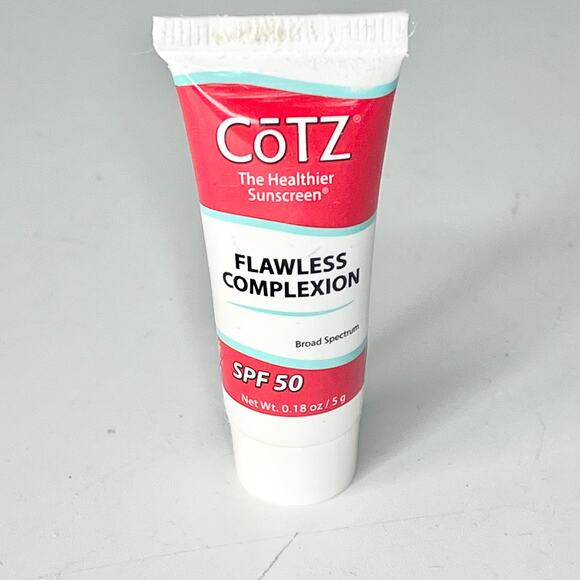 CōTZ®
The Healthier
Sunscreen®
FLAWLESS
COMPLEXION
Broad Spectrum
SPF 50
Net Wt. 0.18 oz / 5 g